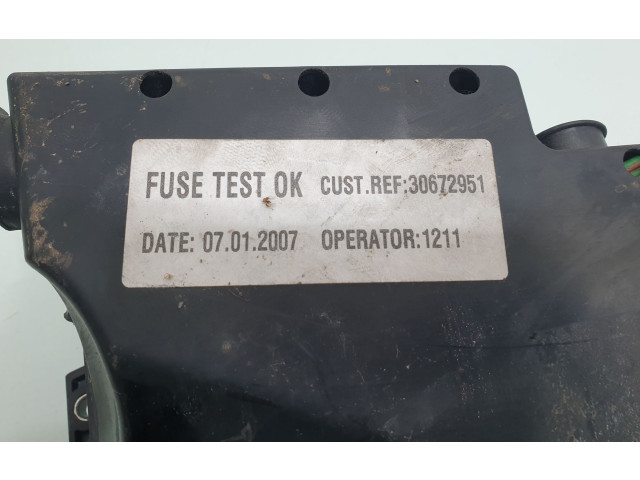 FUSE TEST OK CUST.REF:30672951
DATE: 07.01.2007 OPERATOR:1211